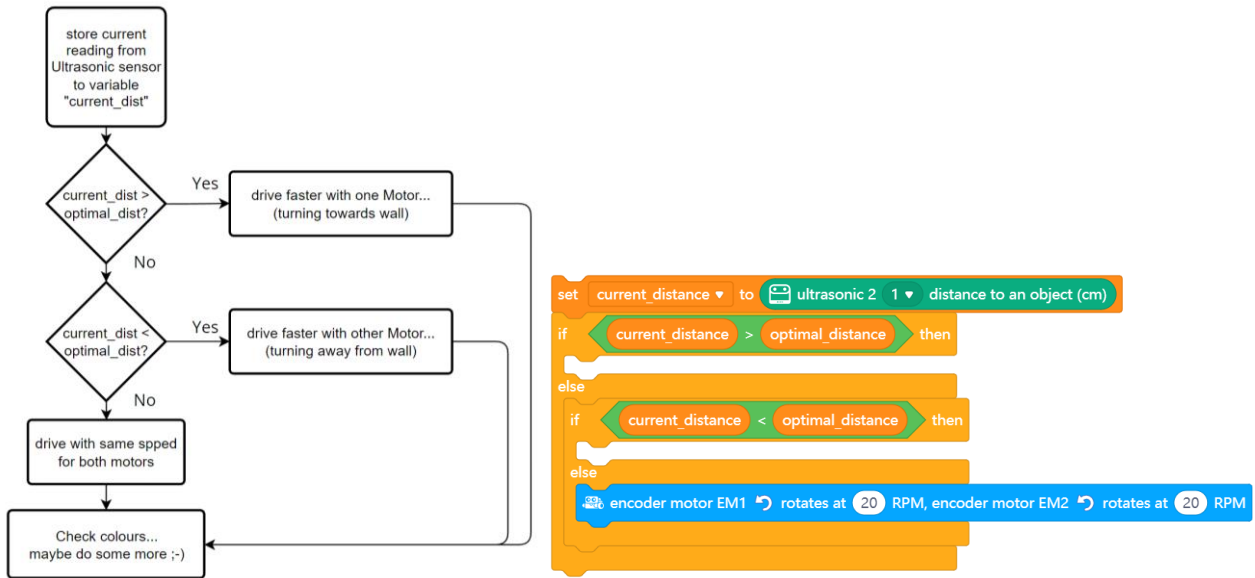 store current
reading from
Ultrasonic sensor
to variable
"current_dist"
current_dist >
optimal_dist?
Yes
drive faster with one Motor...
(turning towards wall)
No
current_dist <
optimal_dist?
Yes
drive faster with other Motor...
(turning away from wall)
No
drive with same spped
for both motors
Check colours...
maybe do some more ;-)
set current_distance to ultrasonic 2 1 distance to an object (cm)
if current_distance > optimal_distance then
else
if current_distance < optimal_distance then
else
encoder motor EM1 rotates at 20 RPM, encoder motor EM2 rotates at 20 RPM